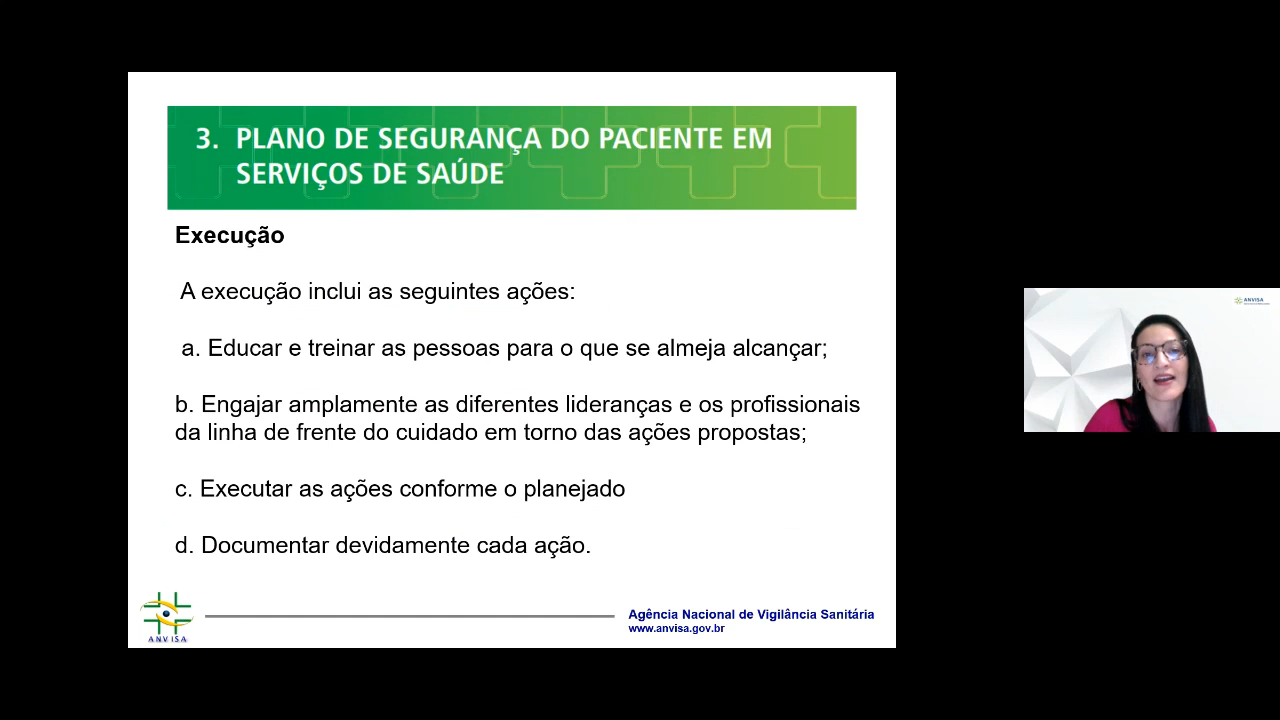 3. PLANO DE SEGURANÇA DO PACIENTE EM
SERVIÇOS DE SAÚDE
Execução
A execução inclui as seguintes ações:
a. Educar e treinar as pessoas para o que se almeja alcançar;
b. Engajar amplamente as diferentes lideranças e os profissionais
da linha de frente do cuidado em torno das ações propostas;
c. Executar as ações conforme o planejado
d. Documentar devidamente cada ação.
ANVISA
Agência Nacional de Vigilância Sanitária
www.anvisa.gov.br
ANVISA